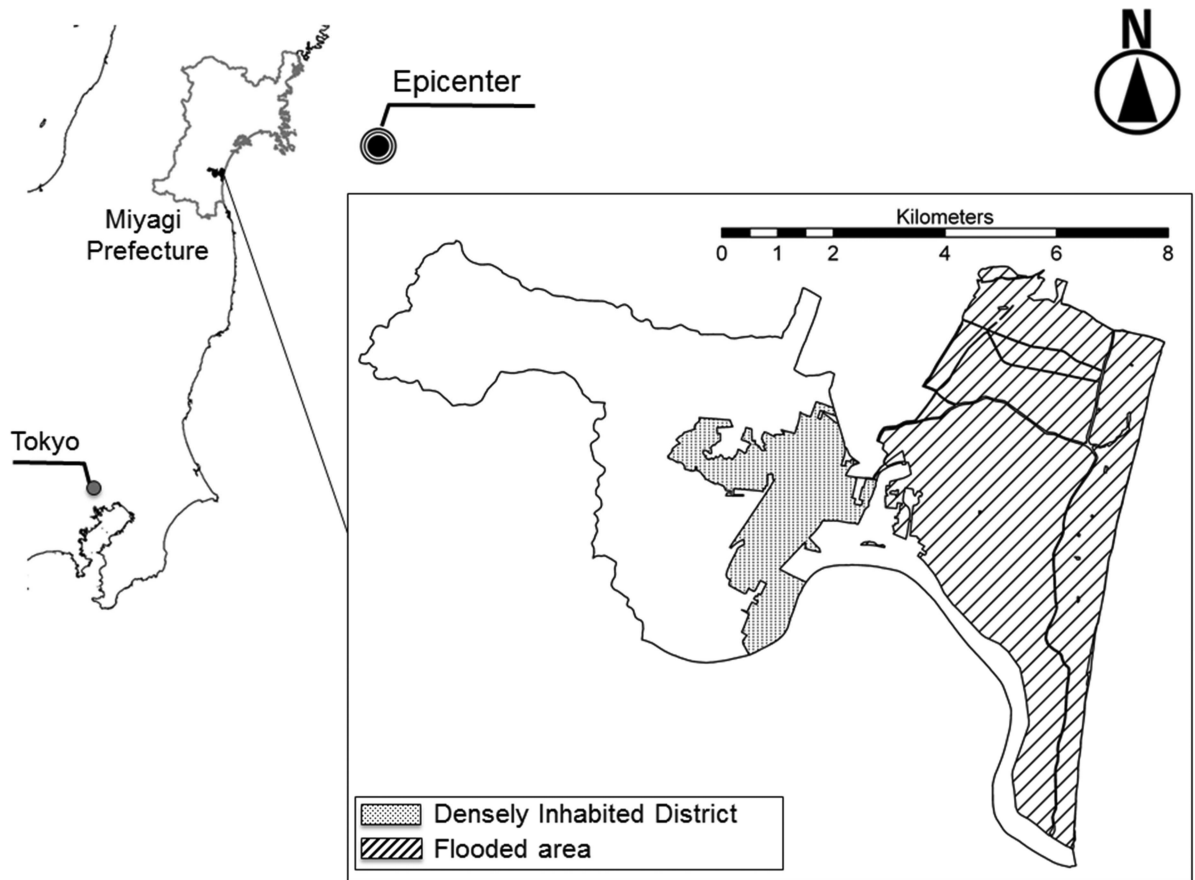 N
Epicenter
Miyagi
Prefecture
Kilometers
0 1 2 4 6 8
Tokyo
Densely Inhabited District
Flooded area